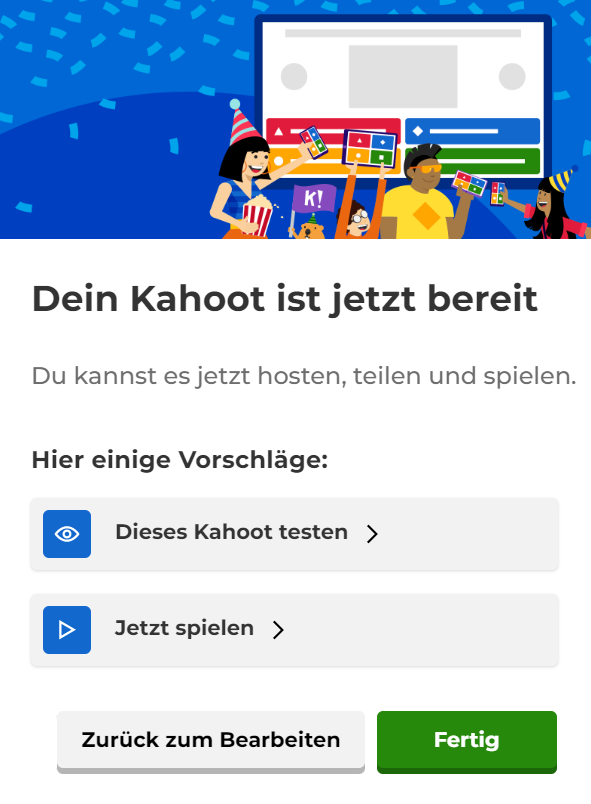 K!
Dein Kahoot ist jetzt bereit
Du kannst es jetzt hosten, teilen und spielen.
Hier einige Vorschläge:
Dieses Kahoot testen
Jetzt spielen
Zurück zum Bearbeiten
Fertig